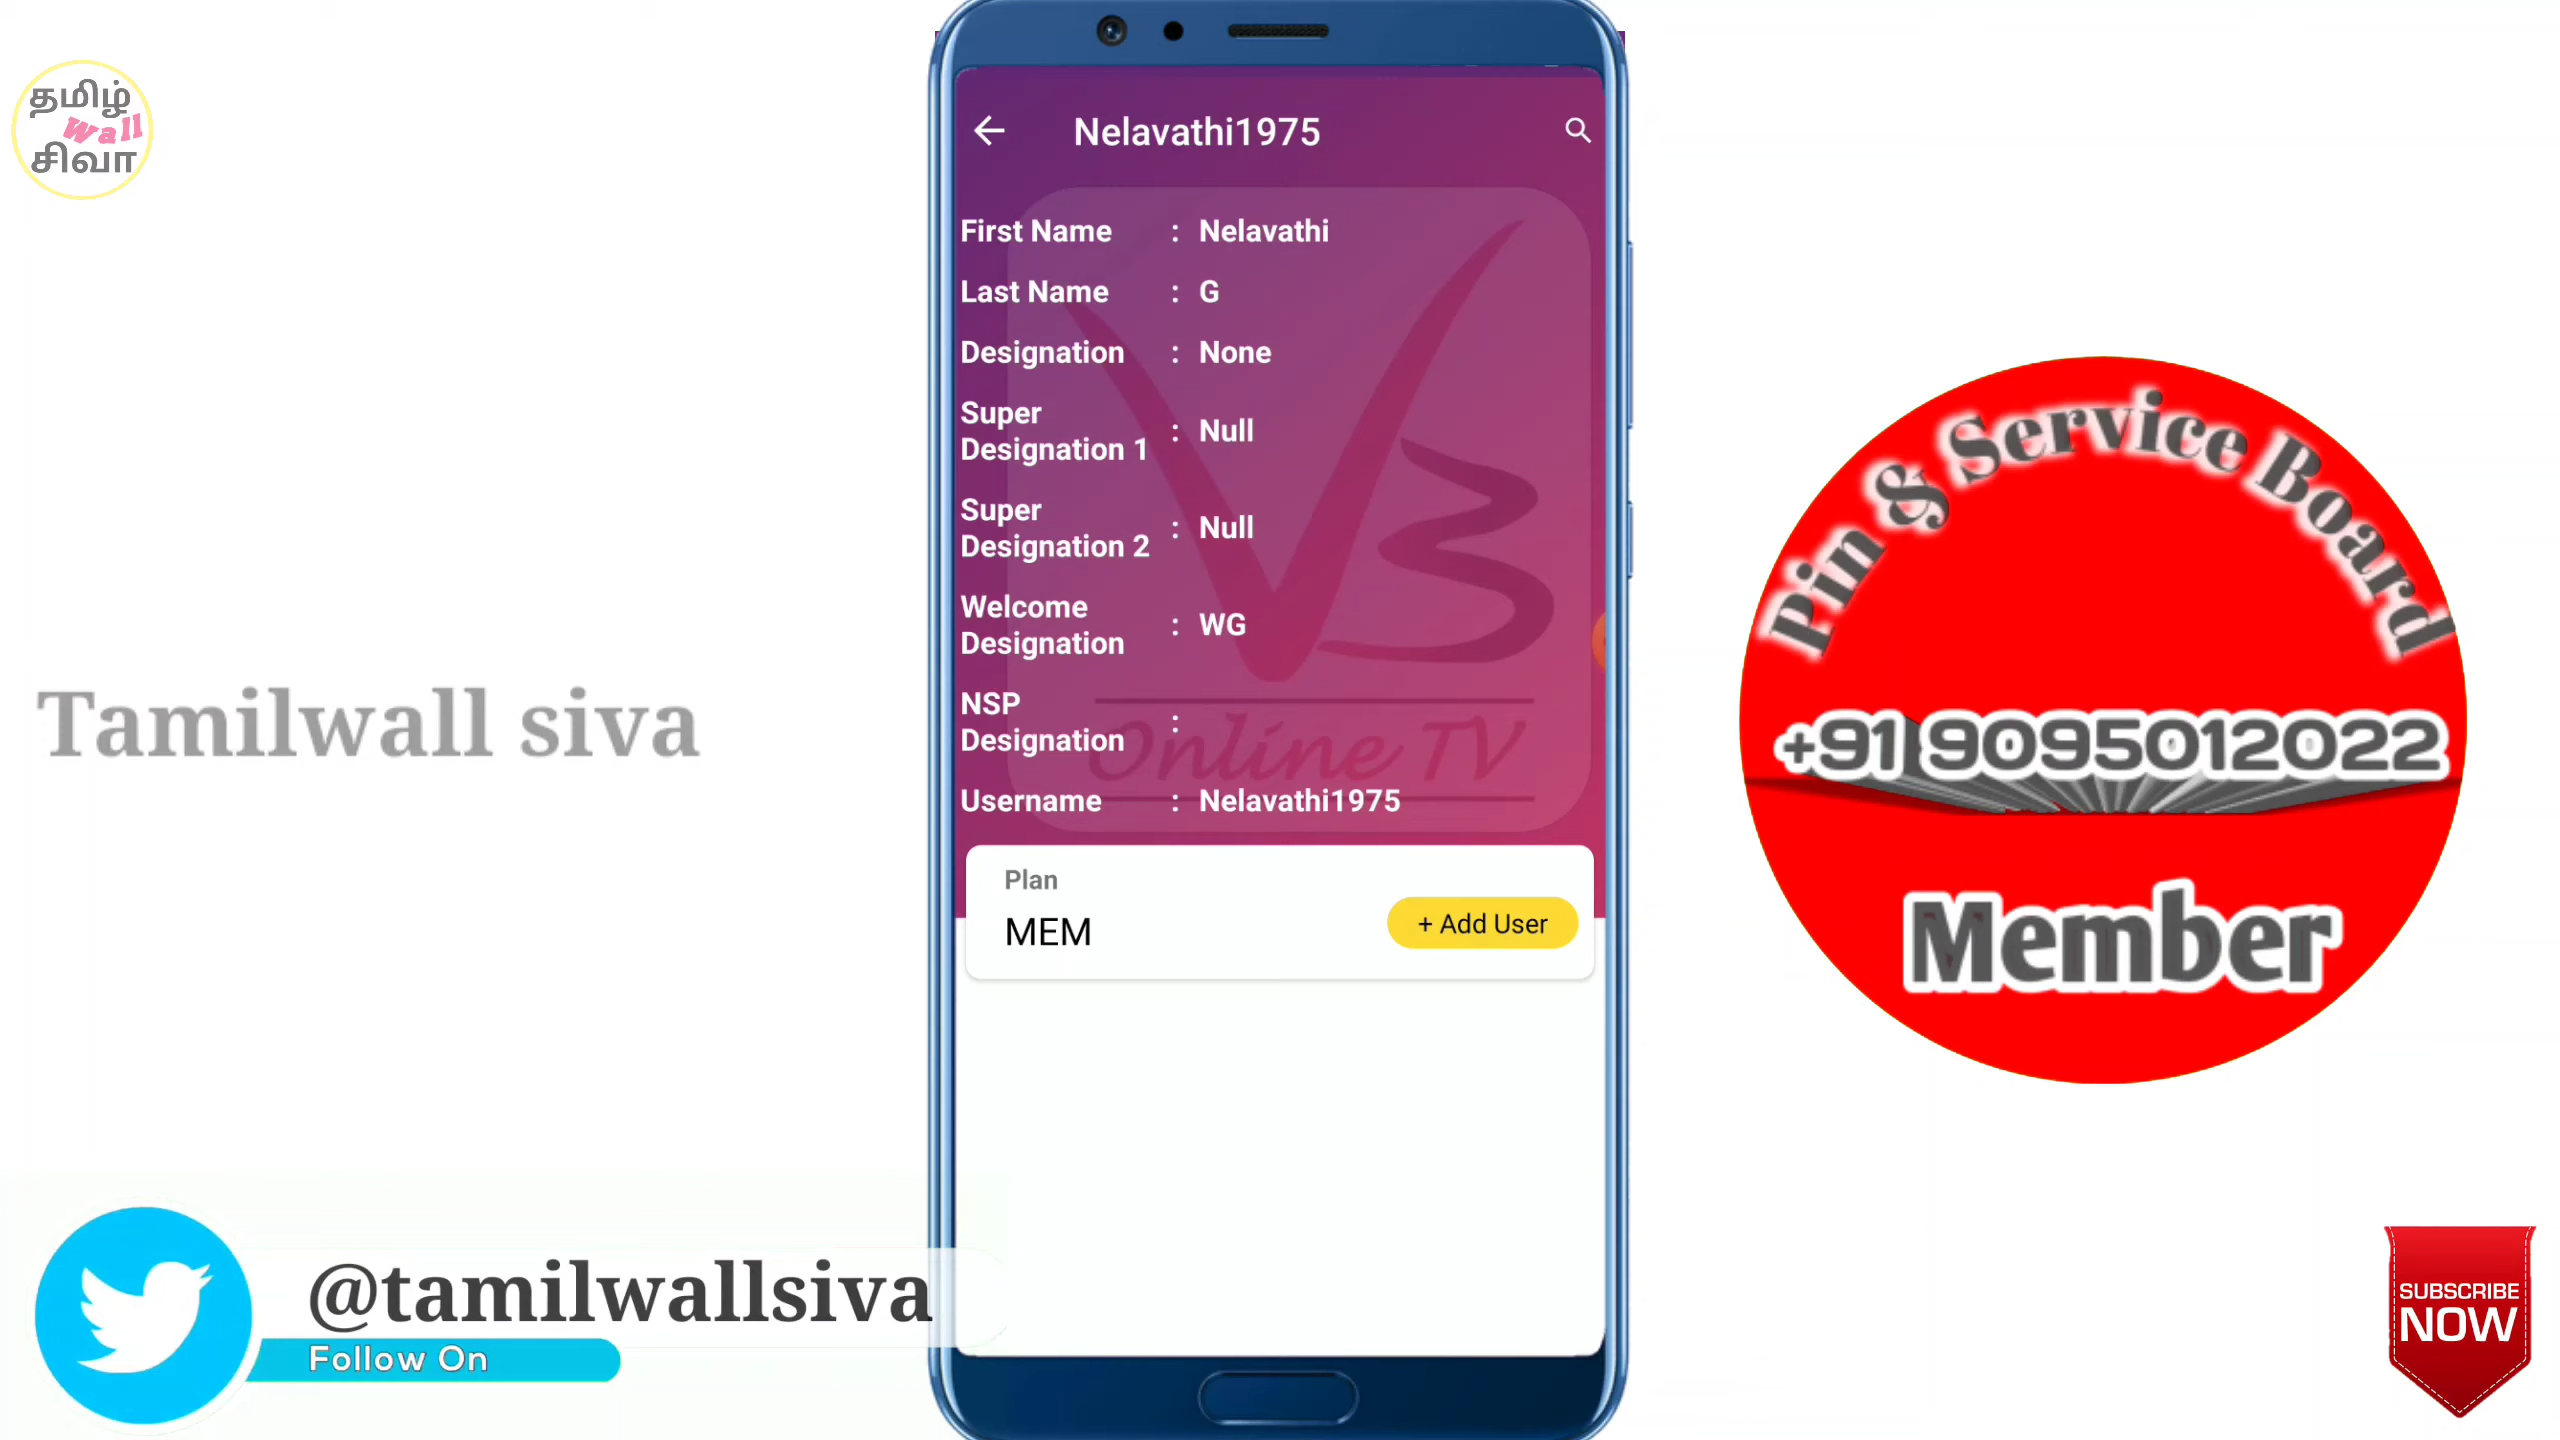 தமிழ்
Wall
சிவா
Nelavathi1975
First Name : Nelavathi
Last Name : G
Designation : None
Super
Designation 1 : Null
Super
Designation 2 : Null
Welcome
Designation : WG
NSP
Designation :
Username : Nelavathi1975
V3
Online TV
Plan
MEM
+ Add User
Tamilwall siva
Pin & Service Board
+91 9095012022
Member
@tamilwallsiva
Follow On
SUBSCRIBE
NOW